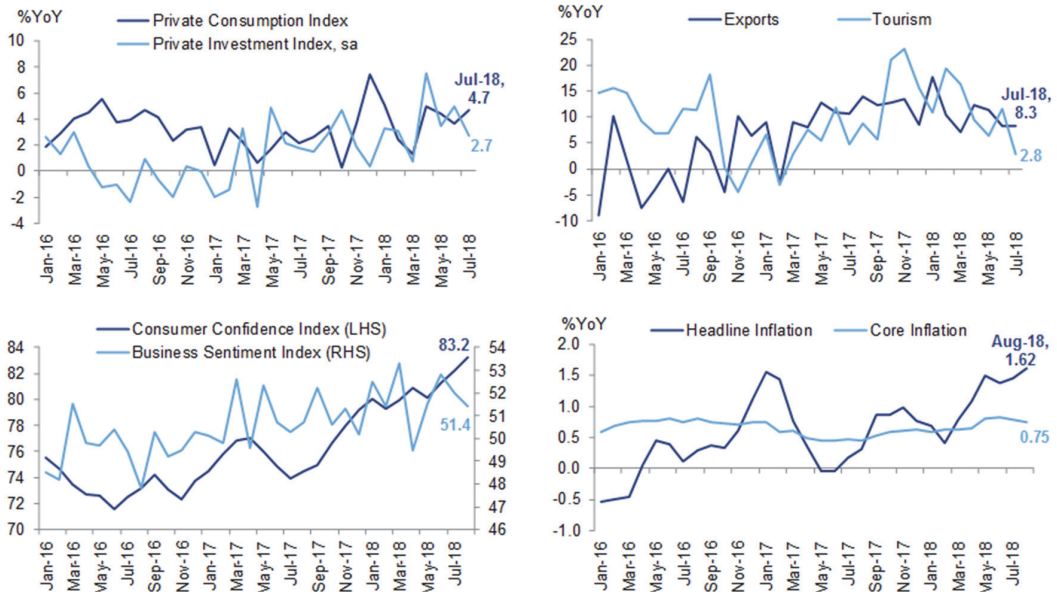 %YoY
Private Consumption Index
Private Investment Index, sa
10
8
6
4
2
0
-2
-4
Jul-18,
4.7
2.7
Jan-16
Mar-16
May-16
Jul-16
Sep-16
Nov-16
Jan-17
Mar-17
May-17
Jul-17
Sep-17
Nov-17
Jan-18
Mar-18
May-18
Jul-18
%YoY
Exports
Tourism
25
20
15
10
5
0
-5
-10
Jul-18,
8.3
2.8
Jan-16
Mar-16
May-16
Jul-16
Sep-16
Nov-16
Jan-17
Mar-17
May-17
Jul-17
Sep-17
Nov-17
Jan-18
Mar-18
May-18
Jul-18
Consumer Confidence Index (LHS)
Business Sentiment Index (RHS)
84
82
80
78
76
74
72
70
83.2
51.4
54
53
52
51
50
49
48
47
46
Jan-16
Mar-16
May-16
Jul-16
Sep-16
Nov-16
Jan-17
Mar-17
May-17
Jul-17
Sep-17
Nov-17
Jan-18
Mar-18
May-18
Jul-18
%YoY
Headline Inflation
Core Inflation
2.0
1.5
1.0
0.5
0.0
-0.5
-1.0
Aug-18,
1.62
0.75
Jan-16
Mar-16
May-16
Jul-16
Sep-16
Nov-16
Jan-17
Mar-17
May-17
Jul-17
Sep-17
Nov-17
Jan-18
Mar-18
May-18
Jul-18